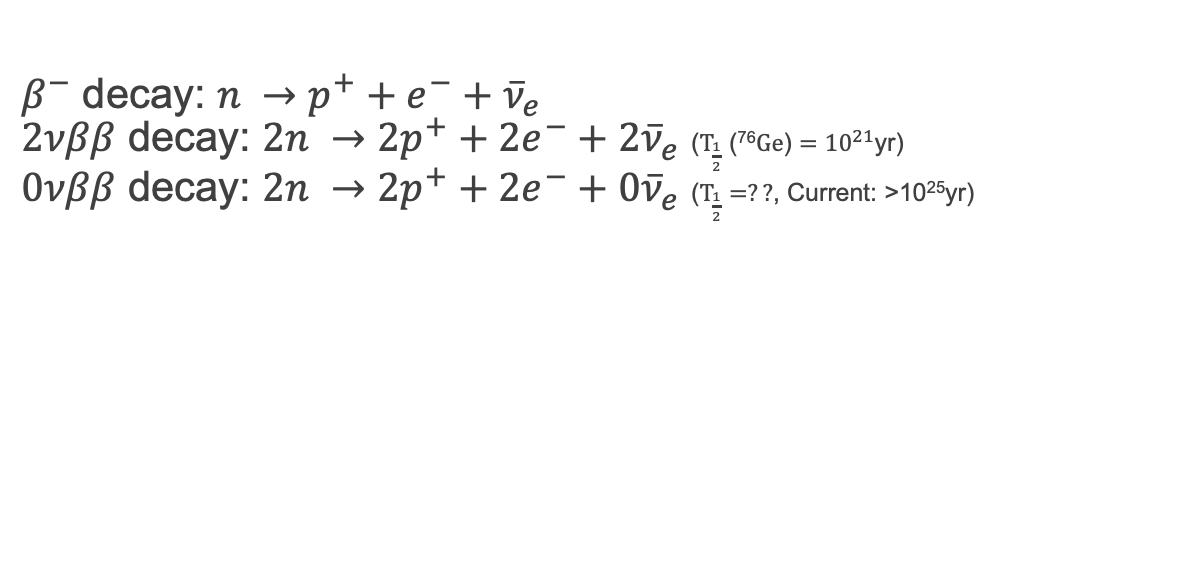 β⁻ decay: n → p⁺ + e⁻ + ν̄ₑ
2νββ decay: 2n → 2p⁺ + 2e⁻ + 2ν̄ₑ (T½ (⁷⁶Ge) = 10²¹yr)
0νββ decay: 2n → 2p⁺ + 2e⁻ + 0ν̄ₑ (T½ =??, Current: >10²⁵yr)